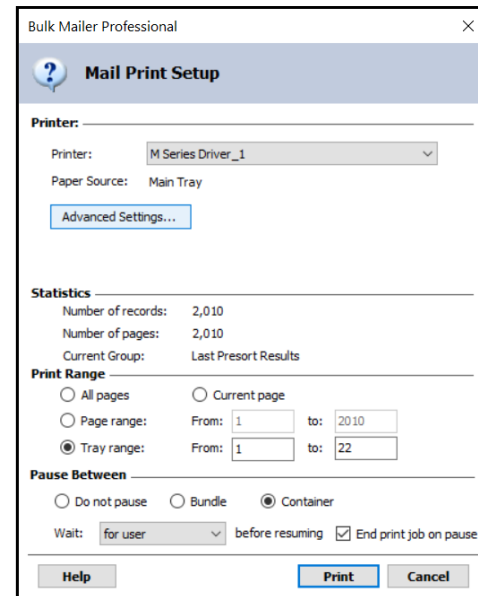 Bulk Mailer Professional
Mail Print Setup
Printer:
Printer: M Series Driver_1
Paper Source: Main Tray
Advanced Settings...
Statistics
Number of records: 2,010
Number of pages: 2,010
Current Group: Last Presort Results
Print Range
All pages Current page
Page range: From: 1 to: 2010
Tray range: From: 1 to: 22
Pause Between
Do not pause Bundle Container
Wait: for user before resuming End print job on pause
Help Print Cancel